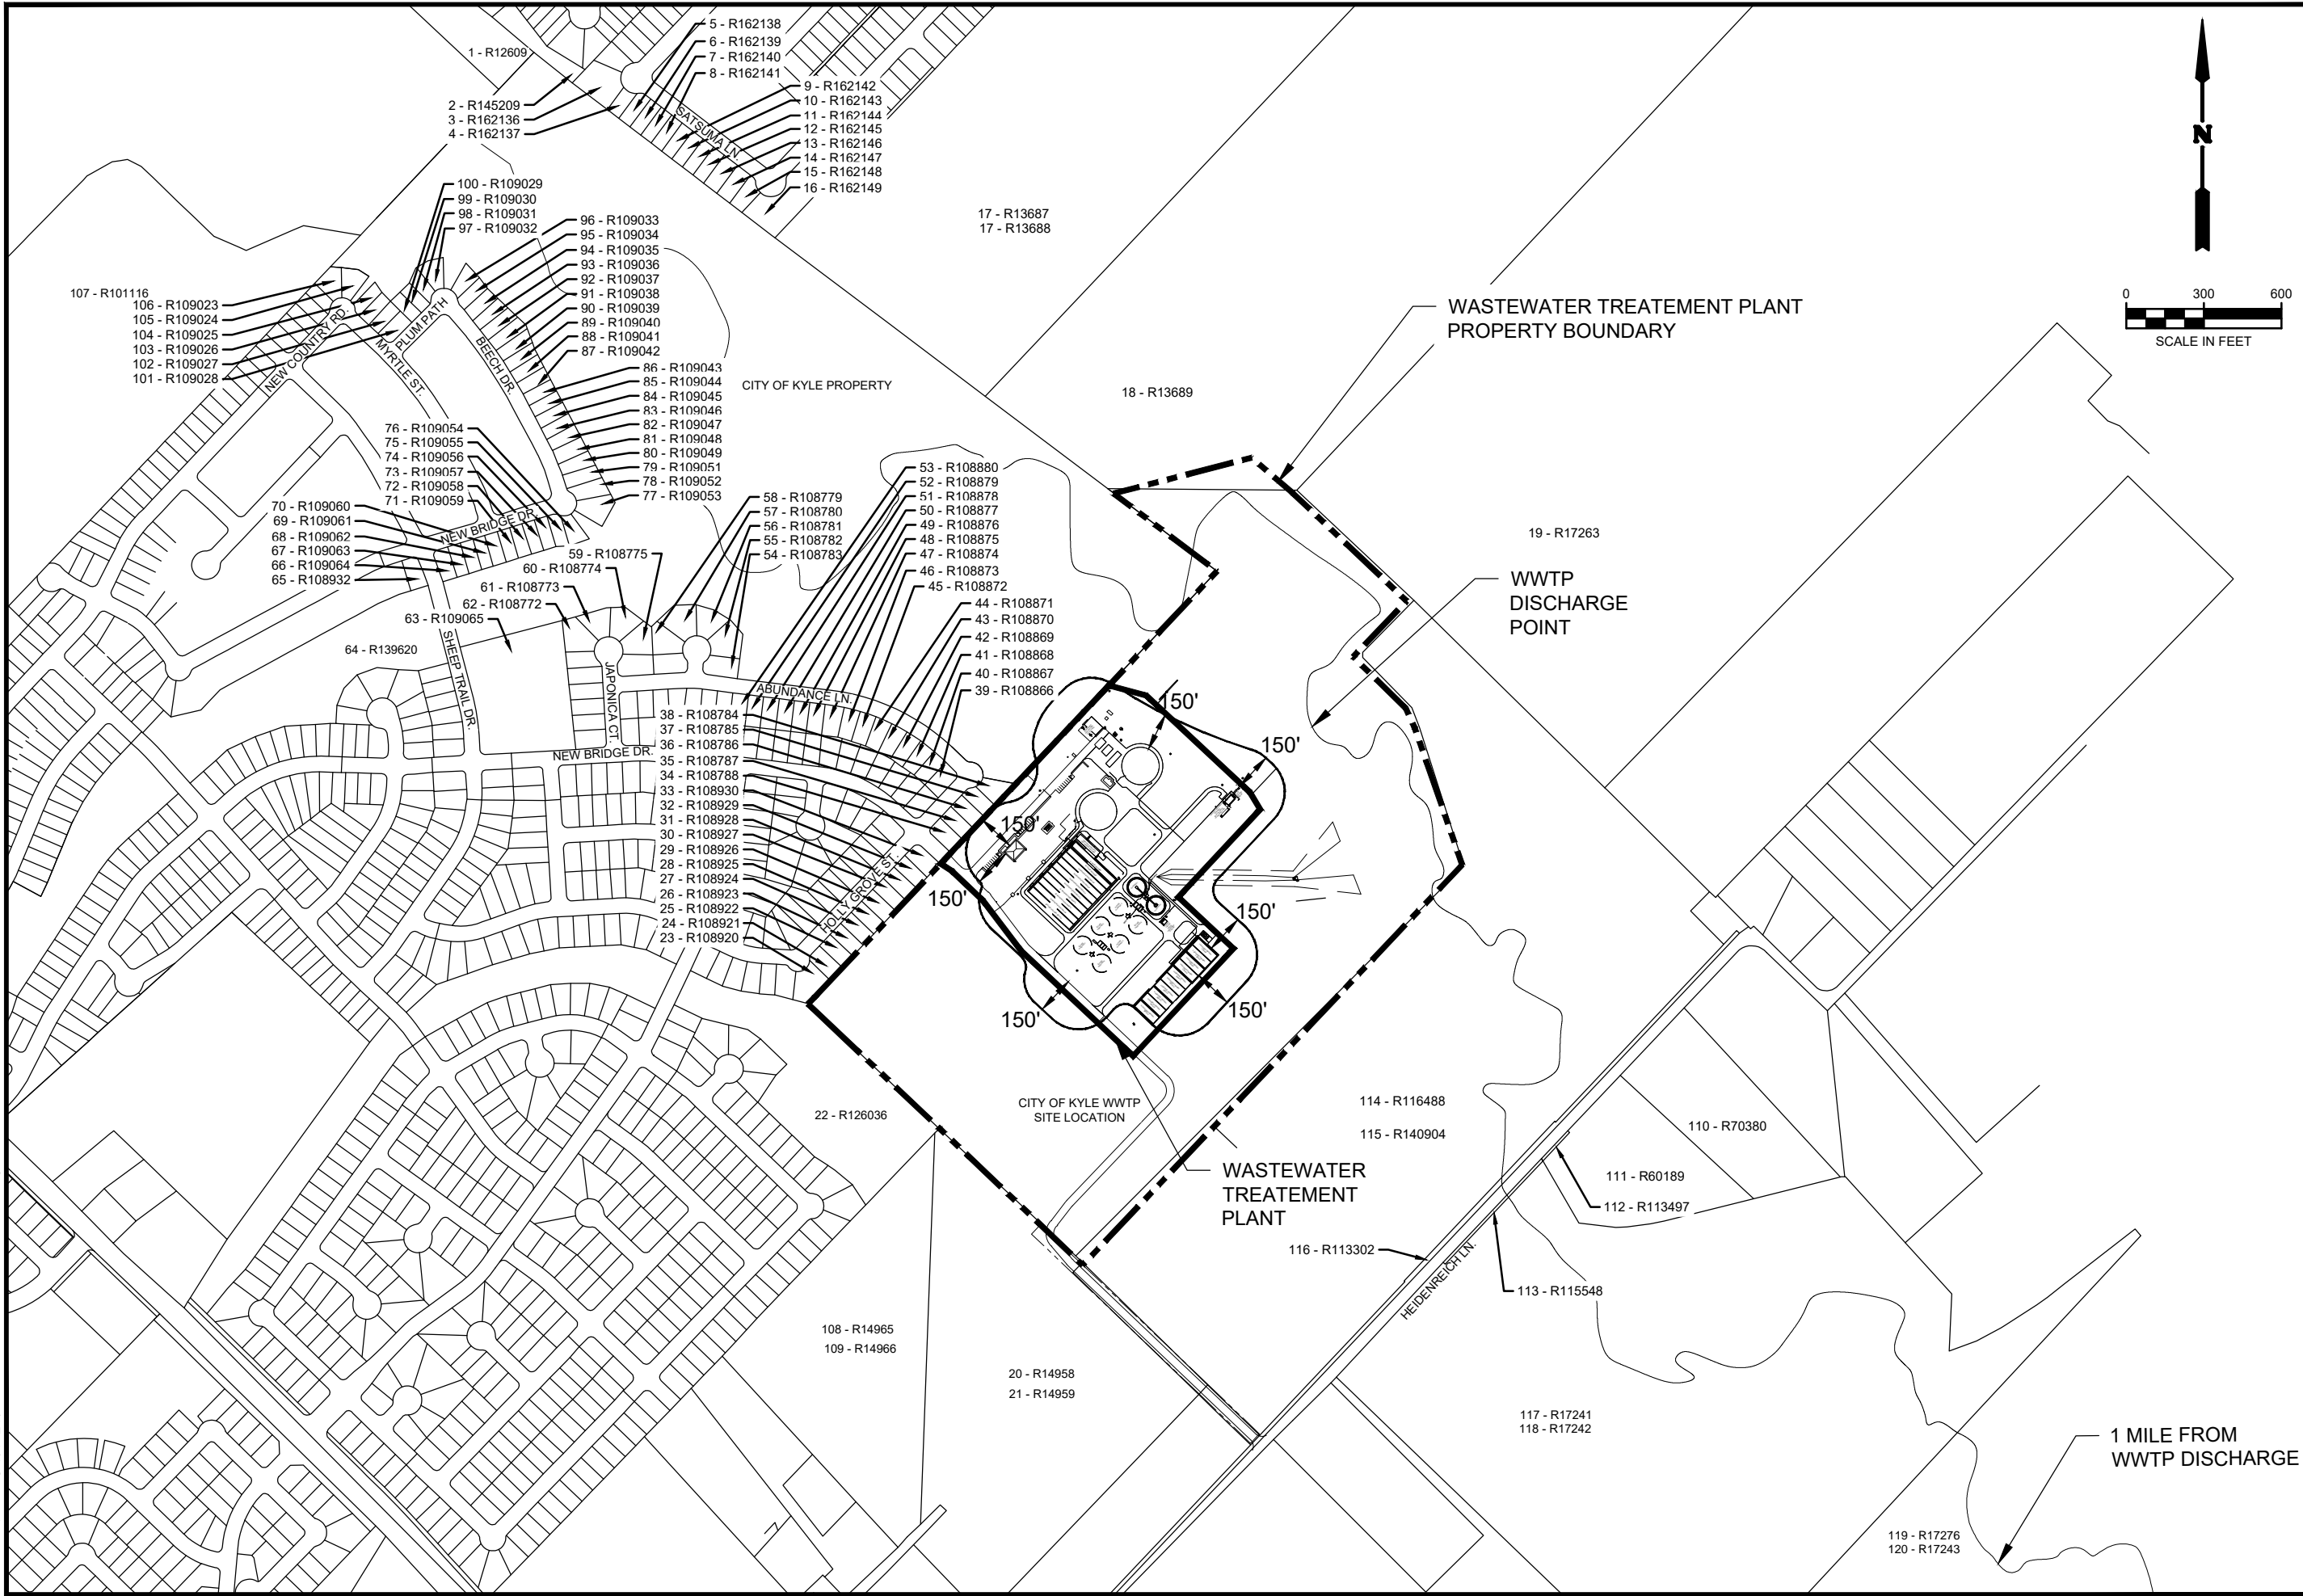 1 - R12609
2 - R145209
3 - R162136
4 - R162137
5 - R162138
6 - R162139
7 - R162140
8 - R162141
9 - R162142
10 - R162143
11 - R162144
12 - R162145
13 - R162146
14 - R162147
15 - R162148
16 - R162149
SATSUMA LN.
17 - R13687
17 - R13688
N
0 300 600
SCALE IN FEET
100 - R109029
99 - R109030
98 - R109031
97 - R109032
96 - R109033
95 - R109034
94 - R109035
93 - R109036
92 - R109037
91 - R109038
90 - R109039
89 - R109040
88 - R109041
87 - R109042
86 - R109043
85 - R109044
84 - R109045
83 - R109046
82 - R109047
81 - R109048
80 - R109049
79 - R109051
78 - R109052
77 - R109053
107 - R101116
106 - R109023
105 - R109024
104 - R109025
103 - R109026
102 - R109027
101 - R109028
NEW COUNTRY RD.
PLUM PATH
MYRTLE ST.
BEECH DR.
CITY OF KYLE PROPERTY
WASTEWATER TREATEMENT PLANT
PROPERTY BOUNDARY
18 - R13689
19 - R17263
WWTP
DISCHARGE
POINT
76 - R109054
75 - R109055
74 - R109056
73 - R109057
72 - R109058
71 - R109059
70 - R109060
69 - R109061
68 - R109062
67 - R109063
66 - R109064
65 - R108932
NEW BRIDGE DR.
58 - R108779
57 - R108780
56 - R108781
55 - R108782
54 - R108783
59 - R108775
60 - R108774
61 - R108773
62 - R108772
63 - R109065
64 - R139620
SHEEP TRAIL DR.
JAPONICA CT.
53 - R108880
52 - R108879
51 - R108878
50 - R108877
49 - R108876
48 - R108875
47 - R108874
46 - R108873
45 - R108872
44 - R108871
43 - R108870
42 - R108869
41 - R108868
40 - R108867
39 - R108866
ABUNDANCE LN.
NEW BRIDGE DR.
38 - R108784
37 - R108785
36 - R108786
35 - R108787
34 - R108788
33 - R108930
32 - R108929
31 - R108928
30 - R108927
29 - R108926
28 - R108925
27 - R108924
26 - R108923
25 - R108922
24 - R108921
23 - R108920
HOLLY GROVE ST.
150'
150'
150'
150'
150'
150'
150'
CITY OF KYLE WWTP
SITE LOCATION
22 - R126036
WASTEWATER
TREATEMENT
PLANT
114 - R116488
115 - R140904
110 - R70380
111 - R60189
112 - R113497
116 - R113302
113 - R115548
HEIDENREICH LN.
108 - R14965
109 - R14966
20 - R14958
21 - R14959
117 - R17241
118 - R17242
1 MILE FROM
WWTP DISCHARGE
119 - R17276
120 - R17243